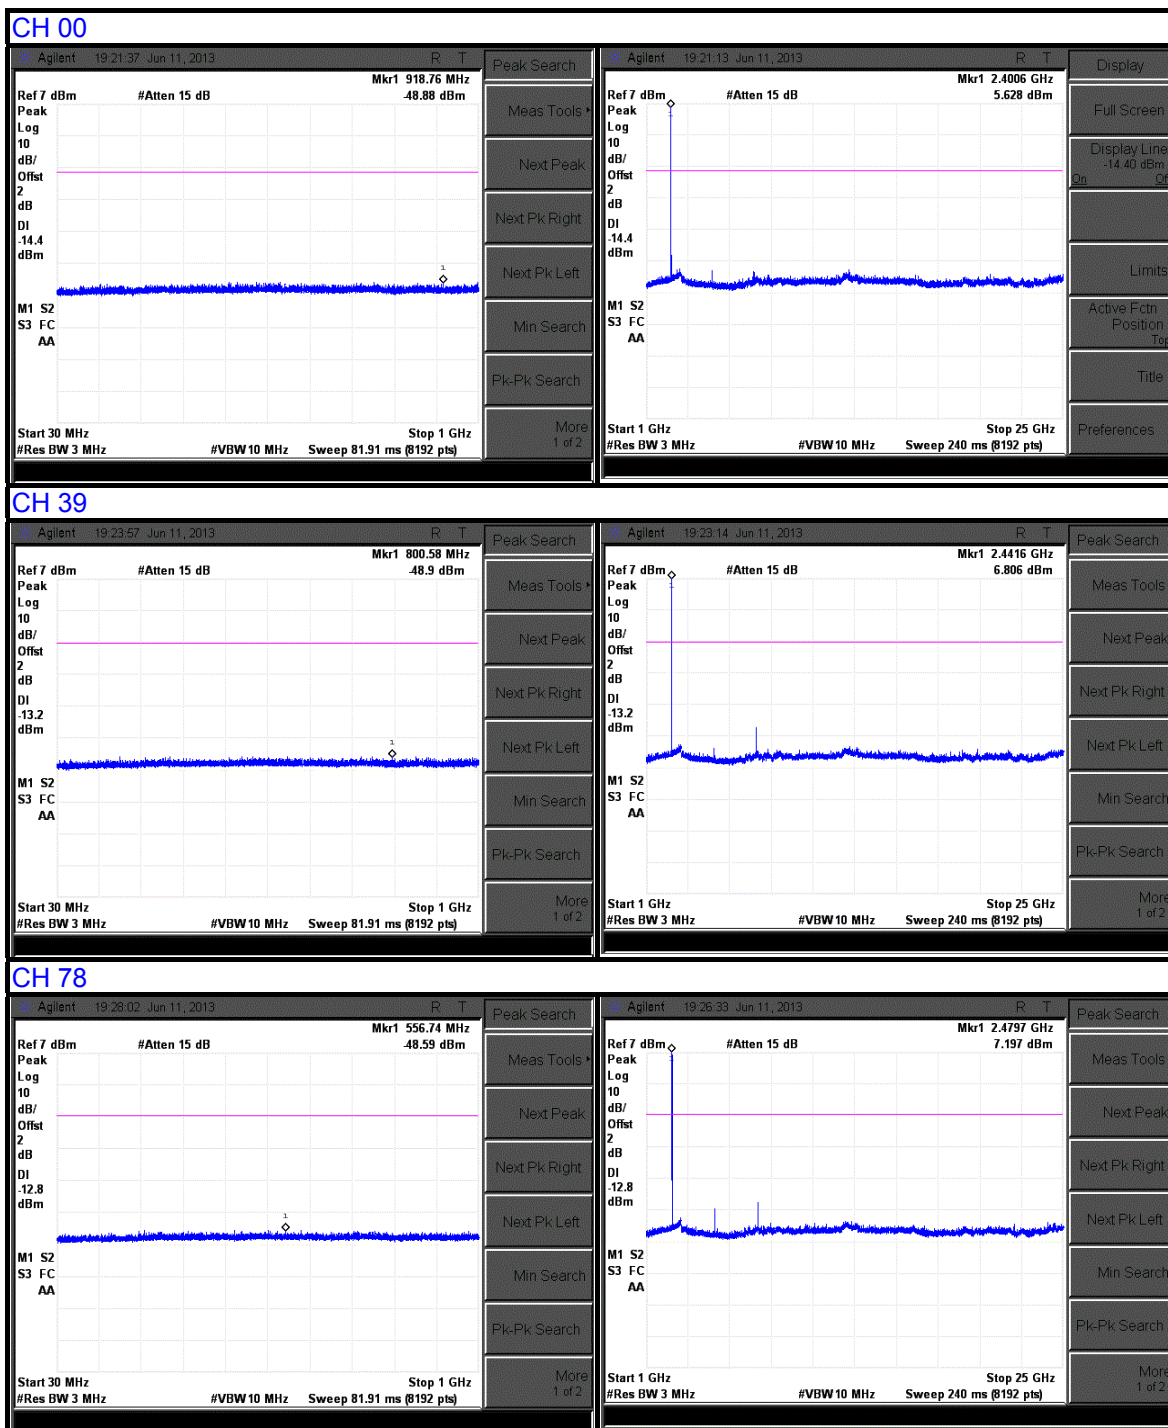 CH 00
Agilent 19:21:37 Jun 11, 2013 R T
Peak Search
Mkr1 918.76 MHz
Ref 7 dBm #Atten 15 dB -48.88 dBm
Peak
Log
10
dB/
Offst
2
dB
DI
-14.4
dBm
1
M1 S2
S3 FC
AA
Start 30 MHz Stop 1 GHz
#Res BW 3 MHz #VBW 10 MHz Sweep 81.91 ms (8192 pts)
Meas Tools
Next Peak
Next Pk Right
Next Pk Left
Min Search
Pk-Pk Search
More
1 of 2
Agilent 19:21:13 Jun 11, 2013 R T
Display
Mkr1 2.4006 GHz
Ref 7 dBm #Atten 15 dB 5.628 dBm
Peak
Log
10
dB/
Offst
2
dB
DI
-14.4
dBm
1
M1 S2
S3 FC
AA
Start 1 GHz Stop 25 GHz
#Res BW 3 MHz #VBW 10 MHz Sweep 240 ms (8192 pts)
Full Screen
Display Line
-14.40 dBm
On Off
Limits
Active Fctn
Position
Top
Title
Preferences
CH 39
Agilent 19:23:57 Jun 11, 2013 R T
Peak Search
Mkr1 800.58 MHz
Ref 7 dBm #Atten 15 dB -48.9 dBm
Peak
Log
10
dB/
Offst
2
dB
DI
-13.2
dBm
1
M1 S2
S3 FC
AA
Start 30 MHz Stop 1 GHz
#Res BW 3 MHz #VBW 10 MHz Sweep 81.91 ms (8192 pts)
Meas Tools
Next Peak
Next Pk Right
Next Pk Left
Min Search
Pk-Pk Search
More
1 of 2
Agilent 19:23:14 Jun 11, 2013 R T
Peak Search
Mkr1 2.4416 GHz
Ref 7 dBm #Atten 15 dB 6.806 dBm
Peak
Log
10
dB/
Offst
2
dB
DI
-13.2
dBm
1
M1 S2
S3 FC
AA
Start 1 GHz Stop 25 GHz
#Res BW 3 MHz #VBW 10 MHz Sweep 240 ms (8192 pts)
Meas Tools
Next Peak
Next Pk Right
Next Pk Left
Min Search
Pk-Pk Search
More
1 of 2
CH 78
Agilent 19:28:02 Jun 11, 2013 R T
Peak Search
Mkr1 556.74 MHz
Ref 7 dBm #Atten 15 dB -48.59 dBm
Peak
Log
10
dB/
Offst
2
dB
DI
-12.8
dBm
1
M1 S2
S3 FC
AA
Start 30 MHz Stop 1 GHz
#Res BW 3 MHz #VBW 10 MHz Sweep 81.91 ms (8192 pts)
Meas Tools
Next Peak
Next Pk Right
Next Pk Left
Min Search
Pk-Pk Search
More
1 of 2
Agilent 19:26:33 Jun 11, 2013 R T
Peak Search
Mkr1 2.4797 GHz
Ref 7 dBm #Atten 15 dB 7.197 dBm
Peak
Log
10
dB/
Offst
2
dB
DI
-12.8
dBm
1
M1 S2
S3 FC
AA
Start 1 GHz Stop 25 GHz
#Res BW 3 MHz #VBW 10 MHz Sweep 240 ms (8192 pts)
Meas Tools
Next Peak
Next Pk Right
Next Pk Left
Min Search
Pk-Pk Search
More
1 of 2